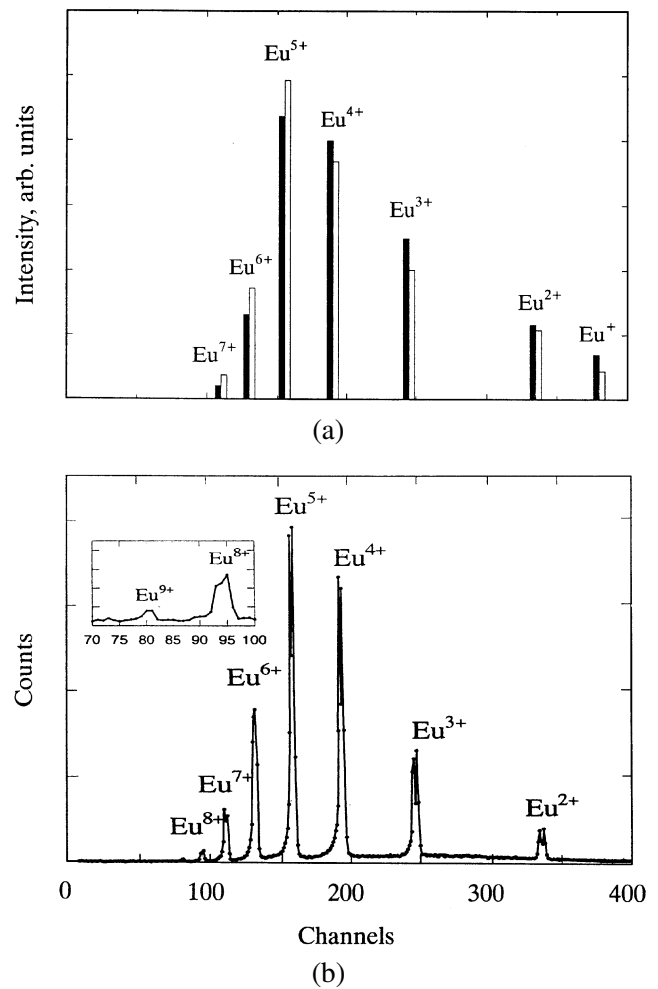 Eu⁵⁺
Eu⁴⁺
Eu³⁺
Eu⁶⁺
Eu²⁺
Eu⁺
Eu⁷⁺
Intensity, arb. units
(a)
Eu⁵⁺
Eu⁴⁺
Eu⁸⁺
Eu⁹⁺
70 75 80 85 90 95 100
Eu⁶⁺
Eu³⁺
Eu⁷⁺
Eu²⁺
Eu⁸⁺
Counts
0 100 200 300 400
Channels
(b)